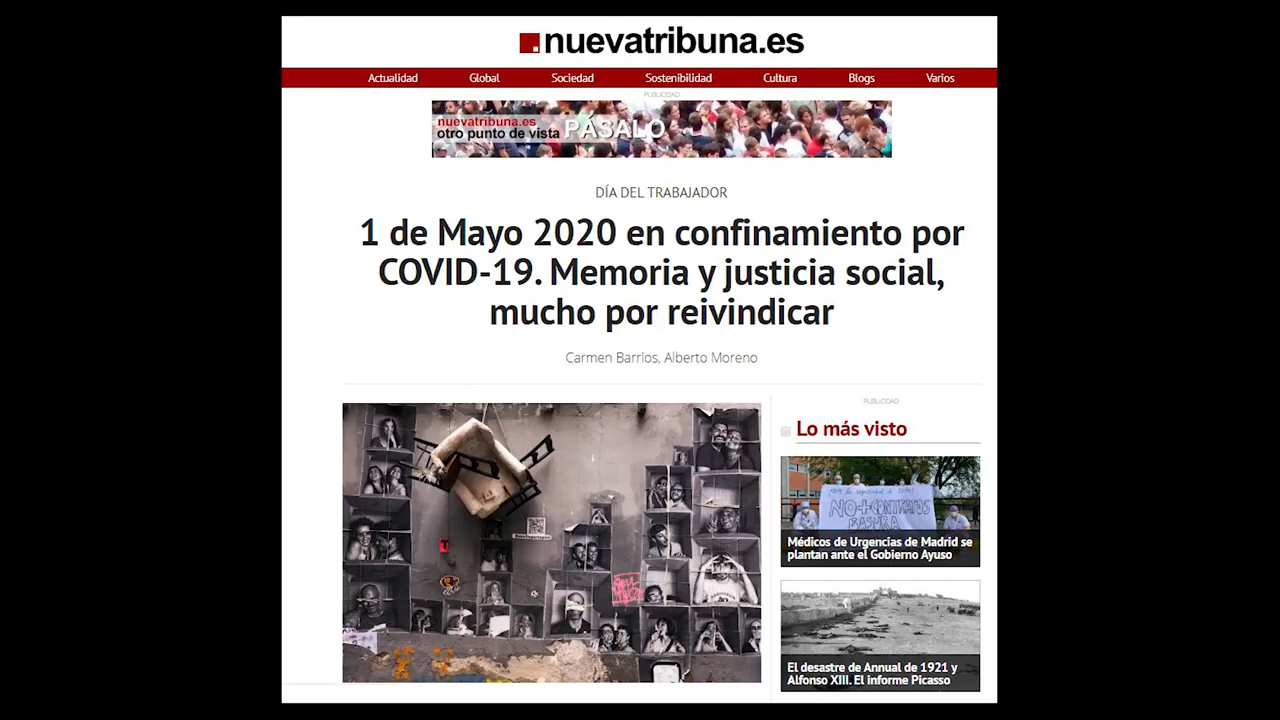 nuevatribuna.es
Actualidad Global Sociedad Sostenibilidad Cultura Blogs Varios
PUBLICIDAD
nuevatribuna.es
otro punto de vista PÁSALO
DÍA DEL TRABAJADOR
1 de Mayo 2020 en confinamiento por
COVID-19. Memoria y justicia social,
mucho por reivindicar
Carmen Barrios, Alberto Moreno
PUBLICIDAD
Lo más visto
NO+CONTRATOS
BASURA
Médicos de Urgencias de Madrid se
plantan ante el Gobierno Ayuso
El desastre de Annual de 1921 y
Alfonso XIII. El informe Picasso